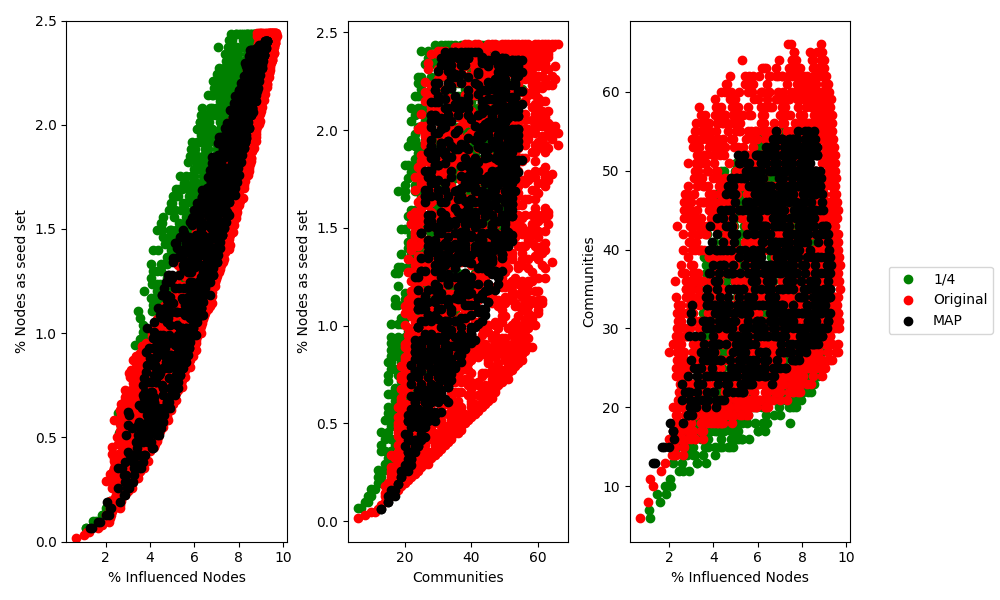 2.5
2.0
1.5
1.0
0.5
0.0
2 4 6 8 10
% Influenced Nodes
% Nodes as seed set
2.5
2.0
1.5
1.0
0.5
0.0
20 40 60
Communities
% Nodes as seed set
60
50
40
30
20
10
2 4 6 8 10
% Influenced Nodes
Communities
1/4
Original
MAP